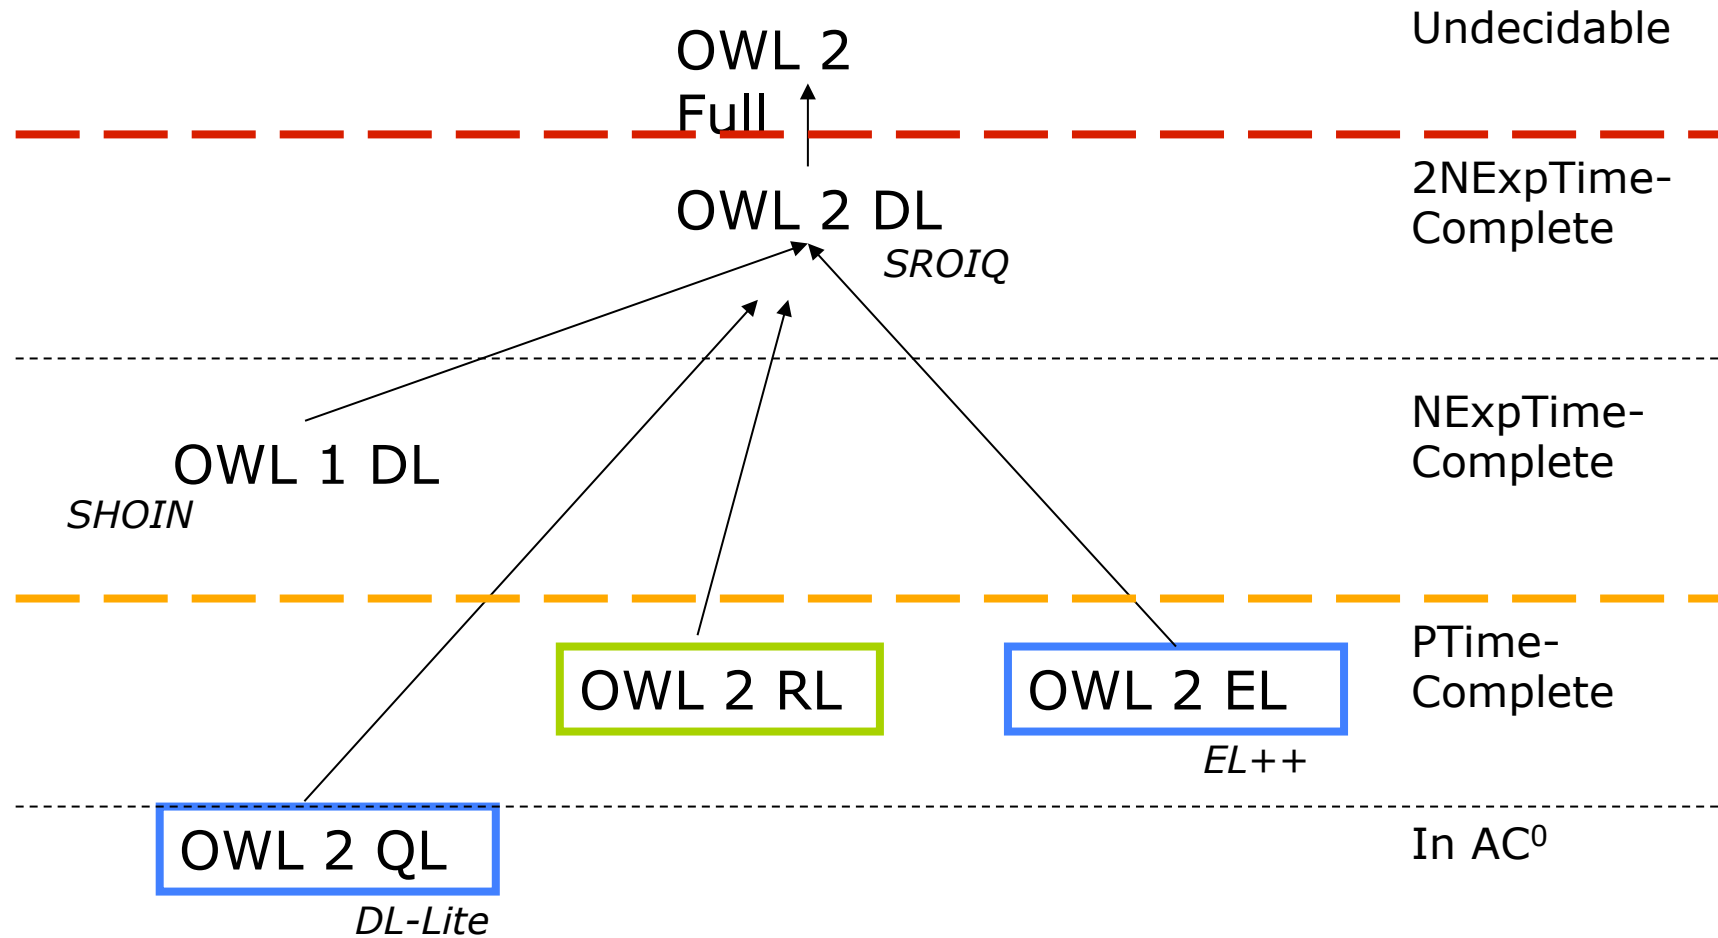 OWL 2
Full
Undecidable
OWL 2 DL
SROIQ
2NExpTime-
Complete
OWL 1 DL
SHOIN
NExpTime-
Complete
OWL 2 RL
OWL 2 EL
EL++
PTime-
Complete
OWL 2 QL
DL-Lite
In AC⁰